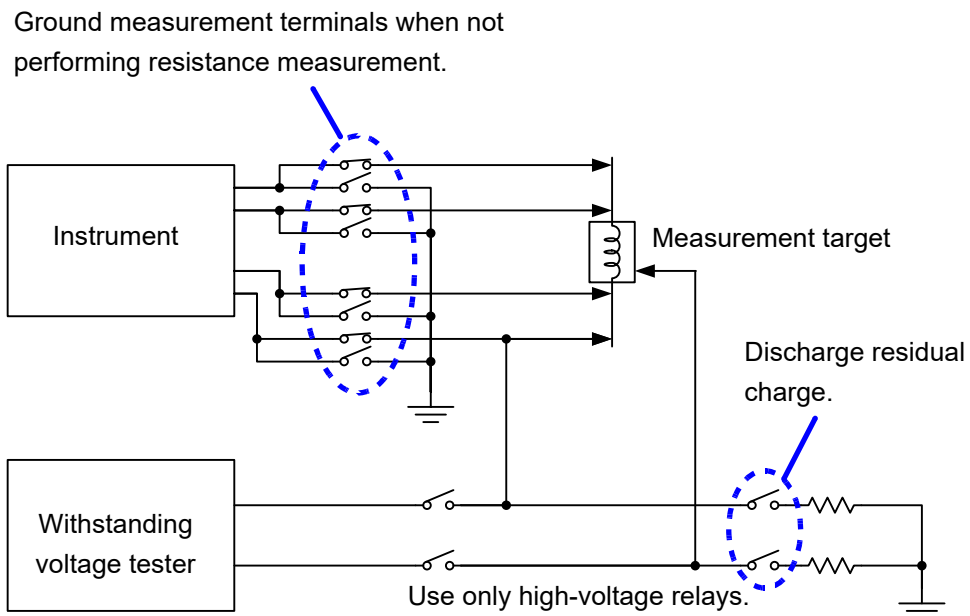 Ground measurement terminals when not
performing resistance measurement.
Instrument
Measurement target
Discharge residual
charge.
Withstanding
voltage tester
Use only high-voltage relays.